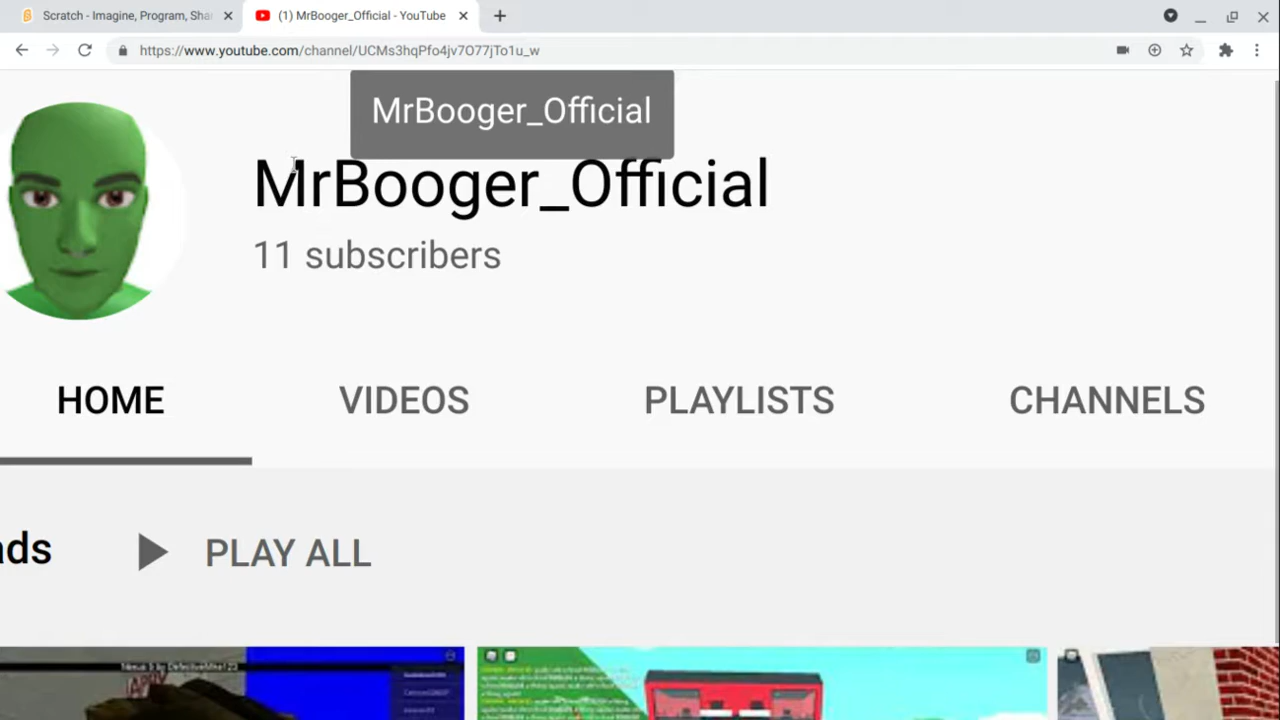 Scratch - Imagine, Program, Sha
(1) MrBooger_Official - YouTube
https://www.youtube.com/channel/UCMs3hqPfo4jv7O77jTo1u_w
MrBooger_Official
MrBooger_Official
11 subscribers
HOME
VIDEOS
PLAYLISTS
CHANNELS
ads
PLAY ALL